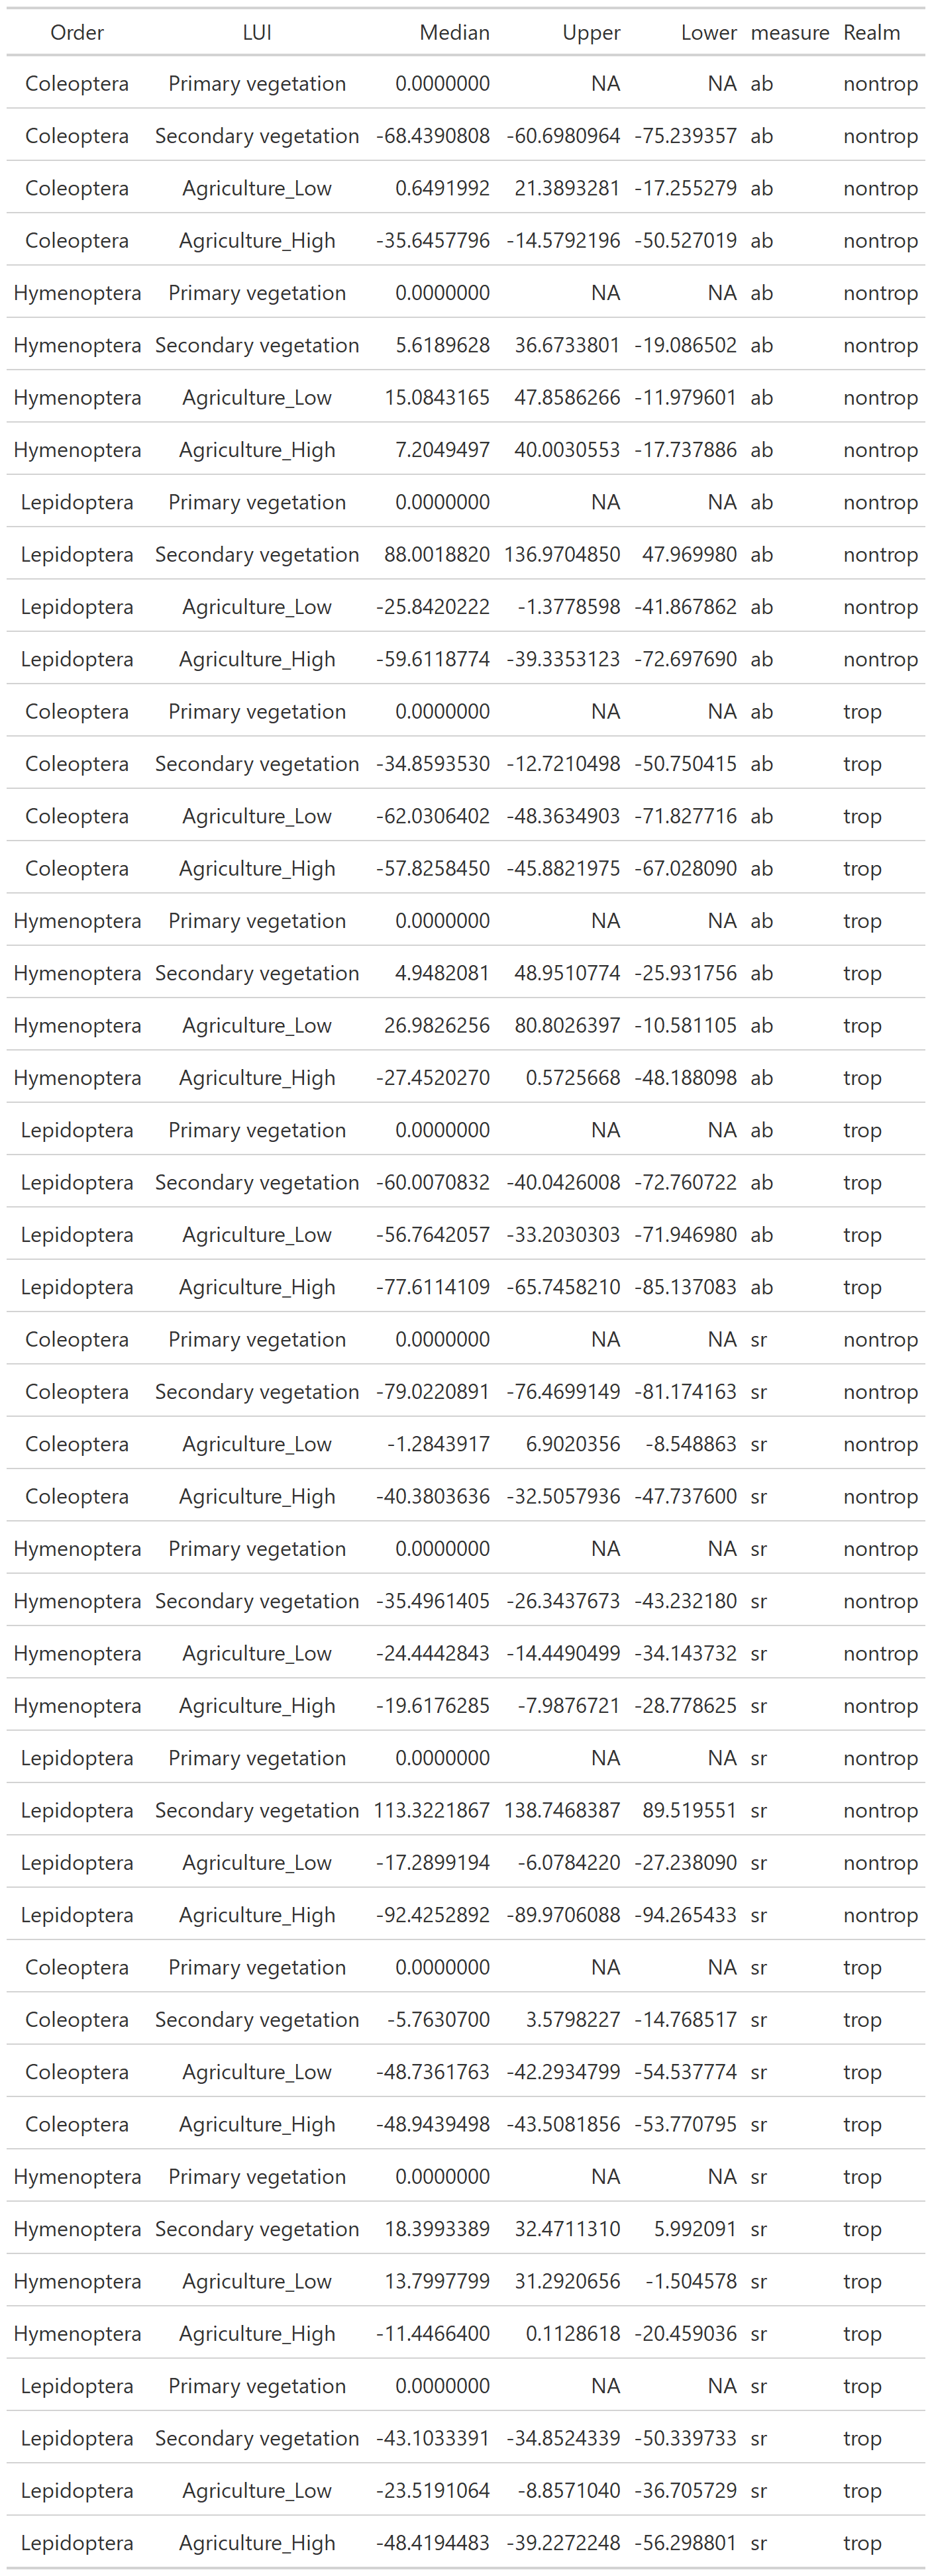 Order LUI Median Upper Lower measure Realm
Coleoptera Primary vegetation 0.0000000 NA NA ab nontrop
Coleoptera Secondary vegetation -68.4390808 -60.6980964 -75.239357 ab nontrop
Coleoptera Agriculture_Low 0.6491992 21.3893281 -17.255279 ab nontrop
Coleoptera Agriculture_High -35.6457796 -14.5792196 -50.527019 ab nontrop
Hymenoptera Primary vegetation 0.0000000 NA NA ab nontrop
Hymenoptera Secondary vegetation 5.6189628 36.6733801 -19.086502 ab nontrop
Hymenoptera Agriculture_Low 15.0843165 47.8586266 -11.979601 ab nontrop
Hymenoptera Agriculture_High 7.2049497 40.0030553 -17.737886 ab nontrop
Lepidoptera Primary vegetation 0.0000000 NA NA ab nontrop
Lepidoptera Secondary vegetation 88.0018820 136.9704850 47.969980 ab nontrop
Lepidoptera Agriculture_Low -25.8420222 -1.3778598 -41.867862 ab nontrop
Lepidoptera Agriculture_High -59.6118774 -39.3353123 -72.697690 ab nontrop
Coleoptera Primary vegetation 0.0000000 NA NA ab trop
Coleoptera Secondary vegetation -34.8593530 -12.7210498 -50.750415 ab trop
Coleoptera Agriculture_Low -62.0306402 -48.3634903 -71.827716 ab trop
Coleoptera Agriculture_High -57.8258450 -45.8821975 -67.028090 ab trop
Hymenoptera Primary vegetation 0.0000000 NA NA ab trop
Hymenoptera Secondary vegetation 4.9482081 48.9510774 -25.931756 ab trop
Hymenoptera Agriculture_Low 26.9826256 80.8026397 -10.581105 ab trop
Hymenoptera Agriculture_High -27.4520270 0.5725668 -48.188098 ab trop
Lepidoptera Primary vegetation 0.0000000 NA NA ab trop
Lepidoptera Secondary vegetation -60.0070832 -40.0426008 -72.760722 ab trop
Lepidoptera Agriculture_Low -56.7642057 -33.2030303 -71.946980 ab trop
Lepidoptera Agriculture_High -77.6114109 -65.7458210 -85.137083 ab trop
Coleoptera Primary vegetation 0.0000000 NA NA sr nontrop
Coleoptera Secondary vegetation -79.0220891 -76.4699149 -81.174163 sr nontrop
Coleoptera Agriculture_Low -1.2843917 6.9020356 -8.548863 sr nontrop
Coleoptera Agriculture_High -40.3803636 -32.5057936 -47.737600 sr nontrop
Hymenoptera Primary vegetation 0.0000000 NA NA sr nontrop
Hymenoptera Secondary vegetation -35.4961405 -26.3437673 -43.232180 sr nontrop
Hymenoptera Agriculture_Low -24.4442843 -14.4490499 -34.143732 sr nontrop
Hymenoptera Agriculture_High -19.6176285 -7.9876721 -28.778625 sr nontrop
Lepidoptera Primary vegetation 0.0000000 NA NA sr nontrop
Lepidoptera Secondary vegetation 113.3221867 138.7468387 89.519551 sr nontrop
Lepidoptera Agriculture_Low -17.2899194 -6.0784220 -27.238090 sr nontrop
Lepidoptera Agriculture_High -92.4252892 -89.9706088 -94.265433 sr nontrop
Coleoptera Primary vegetation 0.0000000 NA NA sr trop
Coleoptera Secondary vegetation -5.7630700 3.5798227 -14.768517 sr trop
Coleoptera Agriculture_Low -48.7361763 -42.2934799 -54.537774 sr trop
Coleoptera Agriculture_High -48.9439498 -43.5081856 -53.770795 sr trop
Hymenoptera Primary vegetation 0.0000000 NA NA sr trop
Hymenoptera Secondary vegetation 18.3993389 32.4711310 5.992091 sr trop
Hymenoptera Agriculture_Low 13.7997799 31.2920656 -1.504578 sr trop
Hymenoptera Agriculture_High -11.4466400 0.1128618 -20.459036 sr trop
Lepidoptera Primary vegetation 0.0000000 NA NA sr trop
Lepidoptera Secondary vegetation -43.1033391 -34.8524339 -50.339733 sr trop
Lepidoptera Agriculture_Low -23.5191064 -8.8571040 -36.705729 sr trop
Lepidoptera Agriculture_High -48.4194483 -39.2272248 -56.298801 sr trop